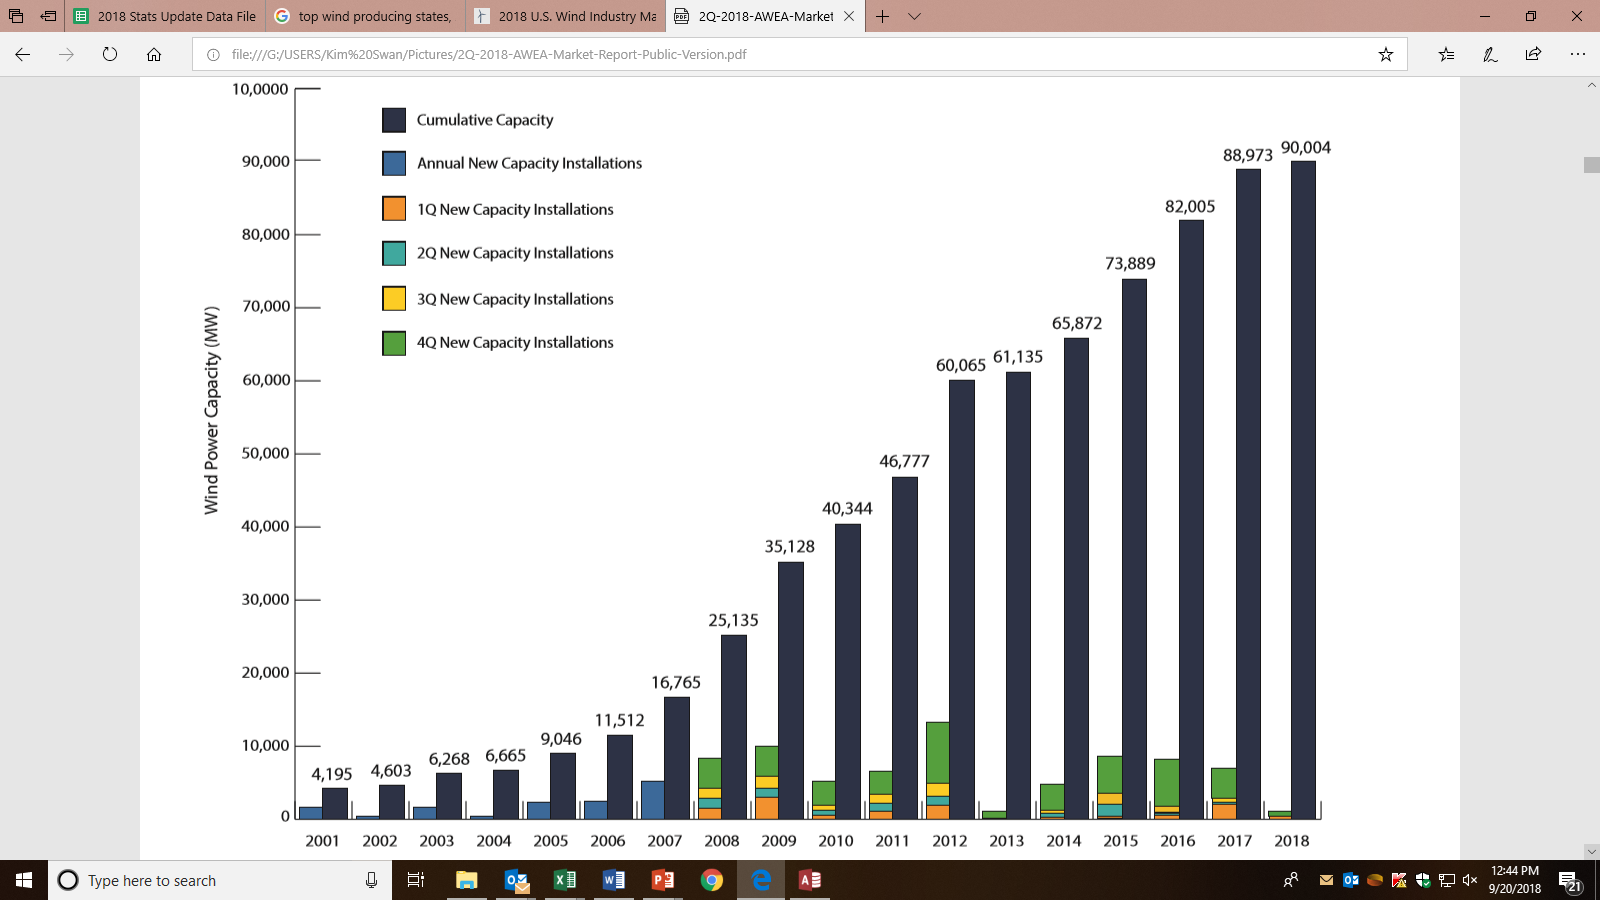 2018 Stats Update Data File
top wind producing states,
2018 U.S. Wind Industry Ma
2Q-2018-AWEA-Market
file:///G:/USERS/Kim%20Swan/Pictures/2Q-2018-AWEA-Market-Report-Public-Version.pdf
Wind Power Capacity (MW)
10,0000
90,000
80,000
70,000
60,000
50,000
40,000
30,000
20,000
10,000
0
Cumulative Capacity
Annual New Capacity Installations
1Q New Capacity Installations
2Q New Capacity Installations
3Q New Capacity Installations
4Q New Capacity Installations
4,195
4,603
6,268
6,665
9,046
11,512
16,765
25,135
35,128
40,344
46,777
60,065
61,135
65,872
73,889
82,005
88,973
90,004
2001 2002 2003 2004 2005 2006 2007 2008 2009 2010 2011 2012 2013 2014 2015 2016 2017 2018
Type here to search
12:44 PM
9/20/2018
21